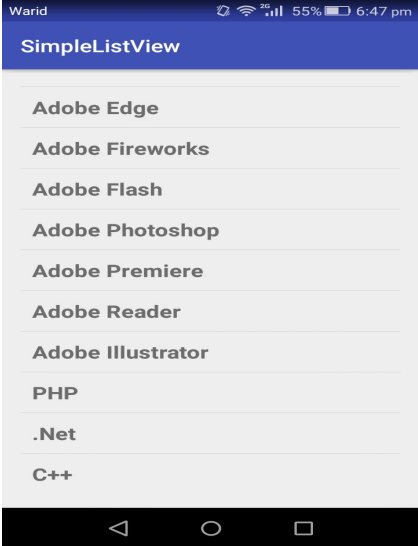 Warid 2G 55% 6:47 pm
SimpleListView
Adobe Edge
Adobe Fireworks
Adobe Flash
Adobe Photoshop
Adobe Premiere
Adobe Reader
Adobe Illustrator
PHP
.Net
C++